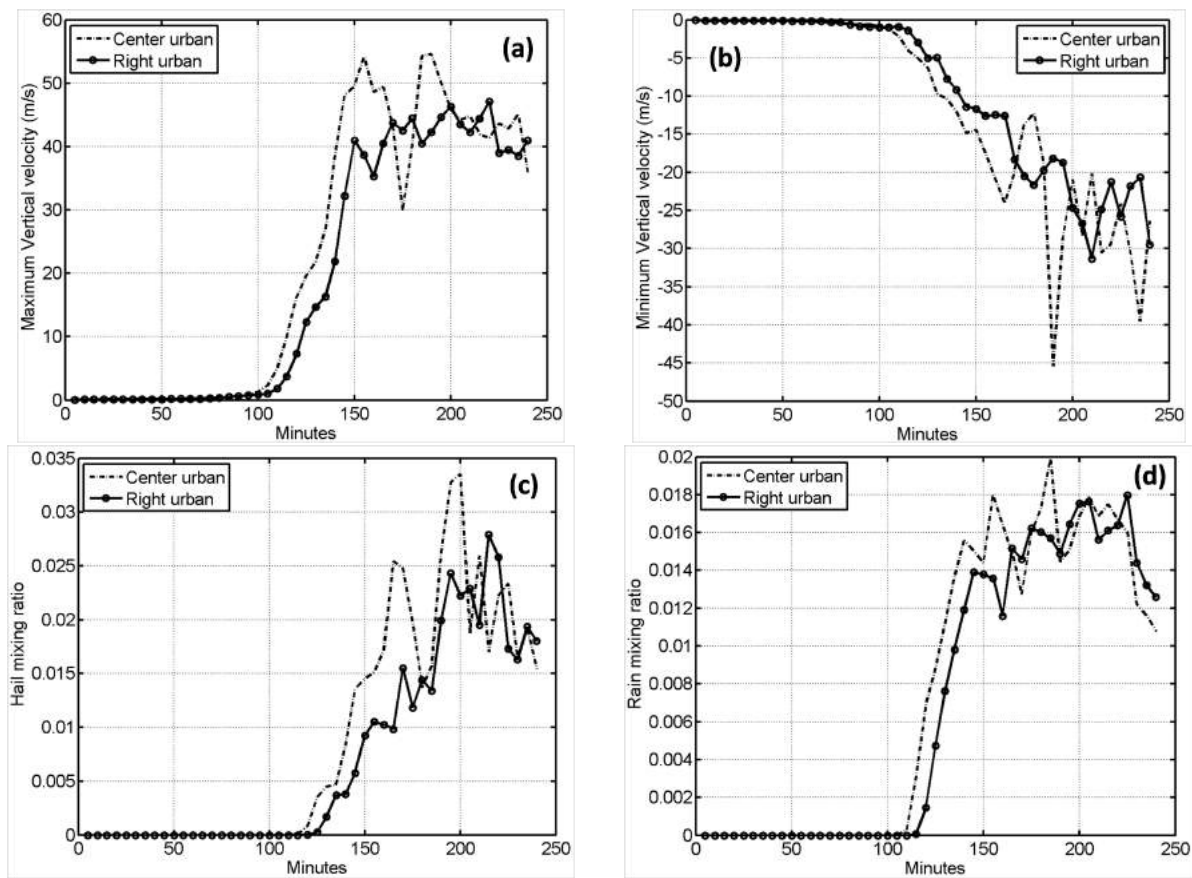 (a)
Center urban
Right urban
Maximum Vertical velocity (m/s)
60
50
40
30
20
10
0
0 50 100 150 200 250
Minutes
(b)
Center urban
Right urban
Minimum Vertical velocity (m/s)
0
-5
-10
-15
-20
-25
-30
-35
-40
-45
-50
0 50 100 150 200 250
Minutes
(c)
Center urban
Right urban
Hail mixing ratio
0.035
0.03
0.025
0.02
0.015
0.01
0.005
0
0 50 100 150 200 250
Minutes
(d)
Center urban
Right urban
Rain mixing ratio
0.02
0.018
0.016
0.014
0.012
0.01
0.008
0.006
0.004
0.002
0
0 50 100 150 200 250
Minutes